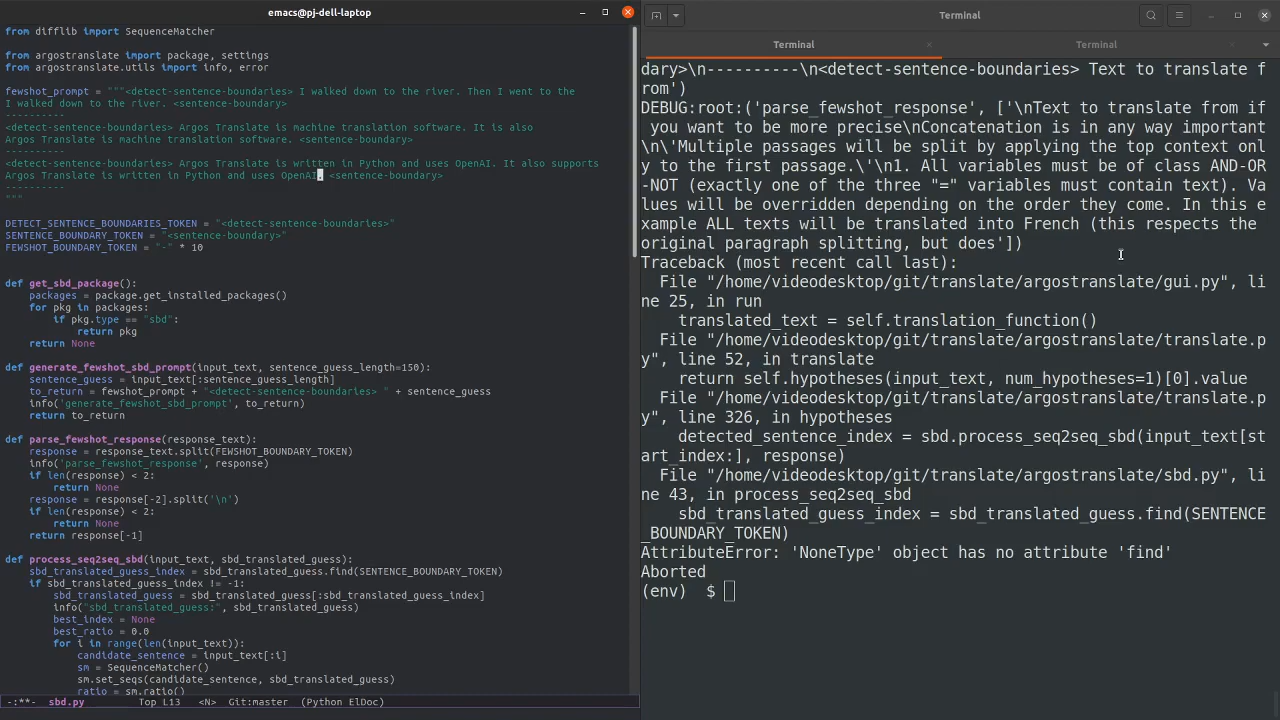 emacs@pj-dell-laptop
from difflib import SequenceMatcher
from argostranslate import package, settings
from argostranslate.utils import info, error
fewshot_prompt = """<detect-sentence-boundaries> I walked down to the river. Then I went to the
I walked down to the river. <sentence-boundary>
----------
<detect-sentence-boundaries> Argos Translate is machine translation software. It is also
Argos Translate is machine translation software. <sentence-boundary>
----------
<detect-sentence-boundaries> Argos Translate is written in Python and uses OpenAI. It also supports
Argos Translate is written in Python and uses OpenAI. <sentence-boundary>
----------
"""
DETECT_SENTENCE_BOUNDARIES_TOKEN = "<detect-sentence-boundaries>"
SENTENCE_BOUNDARY_TOKEN = "<sentence-boundary>"
FEWSHOT_BOUNDARY_TOKEN = "-" * 10
def get_sbd_package():
    packages = package.get_installed_packages()
    for pkg in packages:
        if pkg.type == "sbd":
            return pkg
    return None
def generate_fewshot_sbd_prompt(input_text, sentence_guess_length=150):
    sentence_guess = input_text[:sentence_guess_length]
    to_return = fewshot_prompt + "<detect-sentence-boundaries> " + sentence_guess
    info('generate_fewshot_sbd_prompt', to_return)
    return to_return
def parse_fewshot_response(response_text):
    response = response_text.split(FEWSHOT_BOUNDARY_TOKEN)
    info('parse_fewshot_response', response)
    if len(response) < 2:
        return None
    response = response[-2].split('\n')
    if len(response) < 2:
        return None
    return response[-1]
def process_seq2seq_sbd(input_text, sbd_translated_guess):
    sbd_translated_guess_index = sbd_translated_guess.find(SENTENCE_BOUNDARY_TOKEN)
    if sbd_translated_guess_index != -1:
        sbd_translated_guess = sbd_translated_guess[:sbd_translated_guess_index]
        info("sbd_translated_guess:", sbd_translated_guess)
        best_index = None
        best_ratio = 0.0
        for i in range(len(input_text)):
            candidate_sentence = input_text[:i]
            sm = SequenceMatcher()
            sm.set_seqs(candidate_sentence, sbd_translated_guess)
            ratio = sm.ratio()
-:**-  sbd.py         Top L13   <N>  Git:master  (Python ElDoc)
Terminal
Terminal × Terminal
dary>\n----------\n<detect-sentence-boundaries> Text to translate f
rom')
DEBUG:root:('parse_fewshot_response', ['\nText to translate from if
 you want to be more precise\nConcatenation is in any way important
\n\'Multiple passages will be split by applying the top context onl
y to the first passage.\'\n1. All variables must be of class AND-OR
-NOT (exactly one of the three "=" variables must contain text). Va
lues will be overridden depending on the order they come. In this e
xample ALL texts will be translated into French (this respects the 
original paragraph splitting, but does'])
Traceback (most recent call last):
  File "/home/videodesktop/git/translate/argostranslate/gui.py", li
ne 25, in run
    translated_text = self.translation_function()
  File "/home/videodesktop/git/translate/argostranslate/translate.p
y", line 52, in translate
    return self.hypotheses(input_text, num_hypotheses=1)[0].value
  File "/home/videodesktop/git/translate/argostranslate/translate.p
y", line 326, in hypotheses
    detected_sentence_index = sbd.process_seq2seq_sbd(input_text[st
art_index:], response)
  File "/home/videodesktop/git/translate/argostranslate/sbd.py", li
ne 43, in process_seq2seq_sbd
    sbd_translated_guess_index = sbd_translated_guess.find(SENTENCE
_BOUNDARY_TOKEN)
AttributeError: 'NoneType' object has no attribute 'find'
Aborted
(env)  $